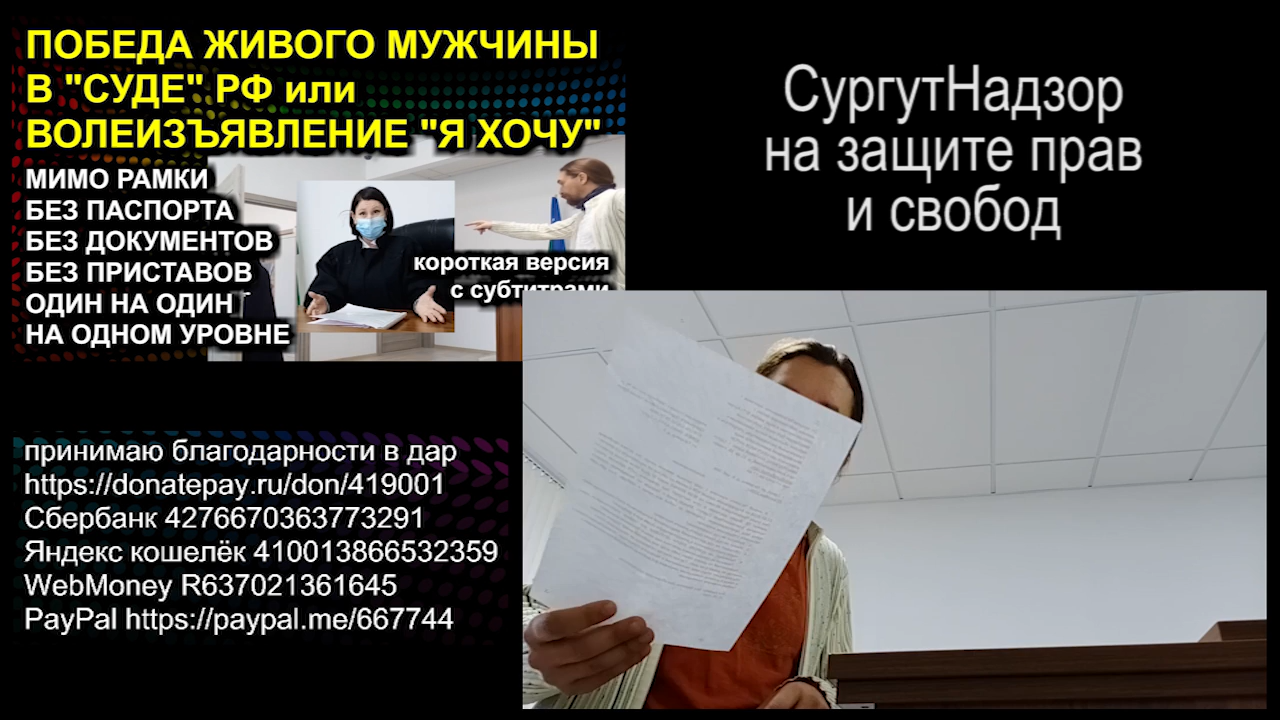 ПОБЕДА ЖИВОГО МУЖЧИНЫ
В "СУДЕ" РФ или
ВОЛЕИЗЪЯВЛЕНИЕ "Я ХОЧУ"
МИМО РАМКИ
БЕЗ ПАСПОРТА
БЕЗ ДОКУМЕНТОВ
БЕЗ ПРИСТАВОВ
ОДИН НА ОДИН
НА ОДНОМ УРОВНЕ
короткая версия
с субтитрами
СургутНадзор
на защите прав
и свобод
принимаю благодарности в дар
https://donatepay.ru/don/419001
Сбербанк 4276670363773291
Яндекс кошелёк 410013866532359
WebMoney R637021361645
PayPal https://paypal.me/667744